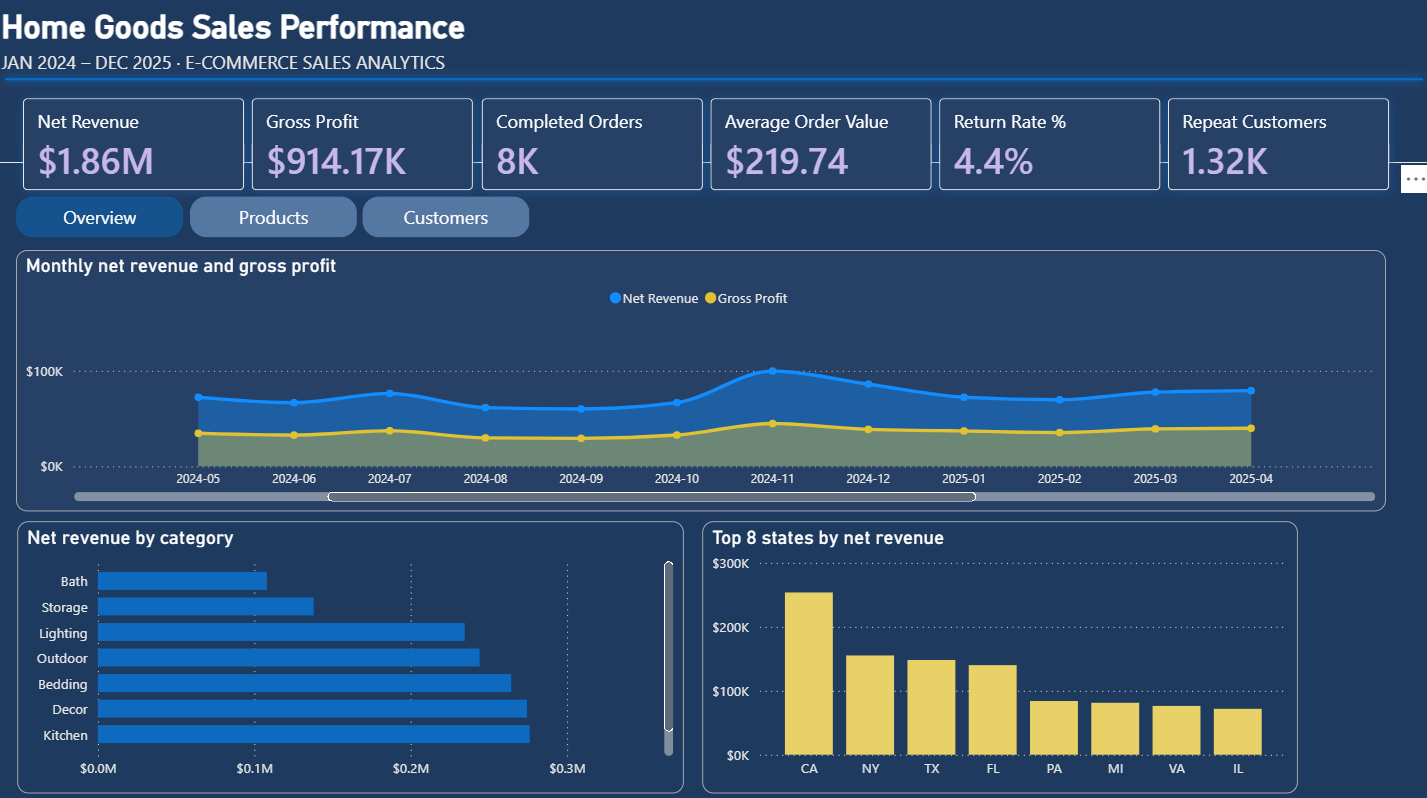 Home Goods Sales Performance
JAN 2024 – DEC 2025 · E-COMMERCE SALES ANALYTICS
Net Revenue
$1.86M
Gross Profit
$914.17K
Completed Orders
8K
Average Order Value
$219.74
Return Rate %
4.4%
Repeat Customers
1.32K
Overview
Products
Customers
Monthly net revenue and gross profit
Net Revenue Gross Profit
$100K
$0K
2024-05 2024-06 2024-07 2024-08 2024-09 2024-10 2024-11 2024-12 2025-01 2025-02 2025-03 2025-04
Net revenue by category
Bath
Storage
Lighting
Outdoor
Bedding
Decor
Kitchen
$0.0M $0.1M $0.2M $0.3M
Top 8 states by net revenue
$300K
$200K
$100K
$0K
CA NY TX FL PA MI VA IL